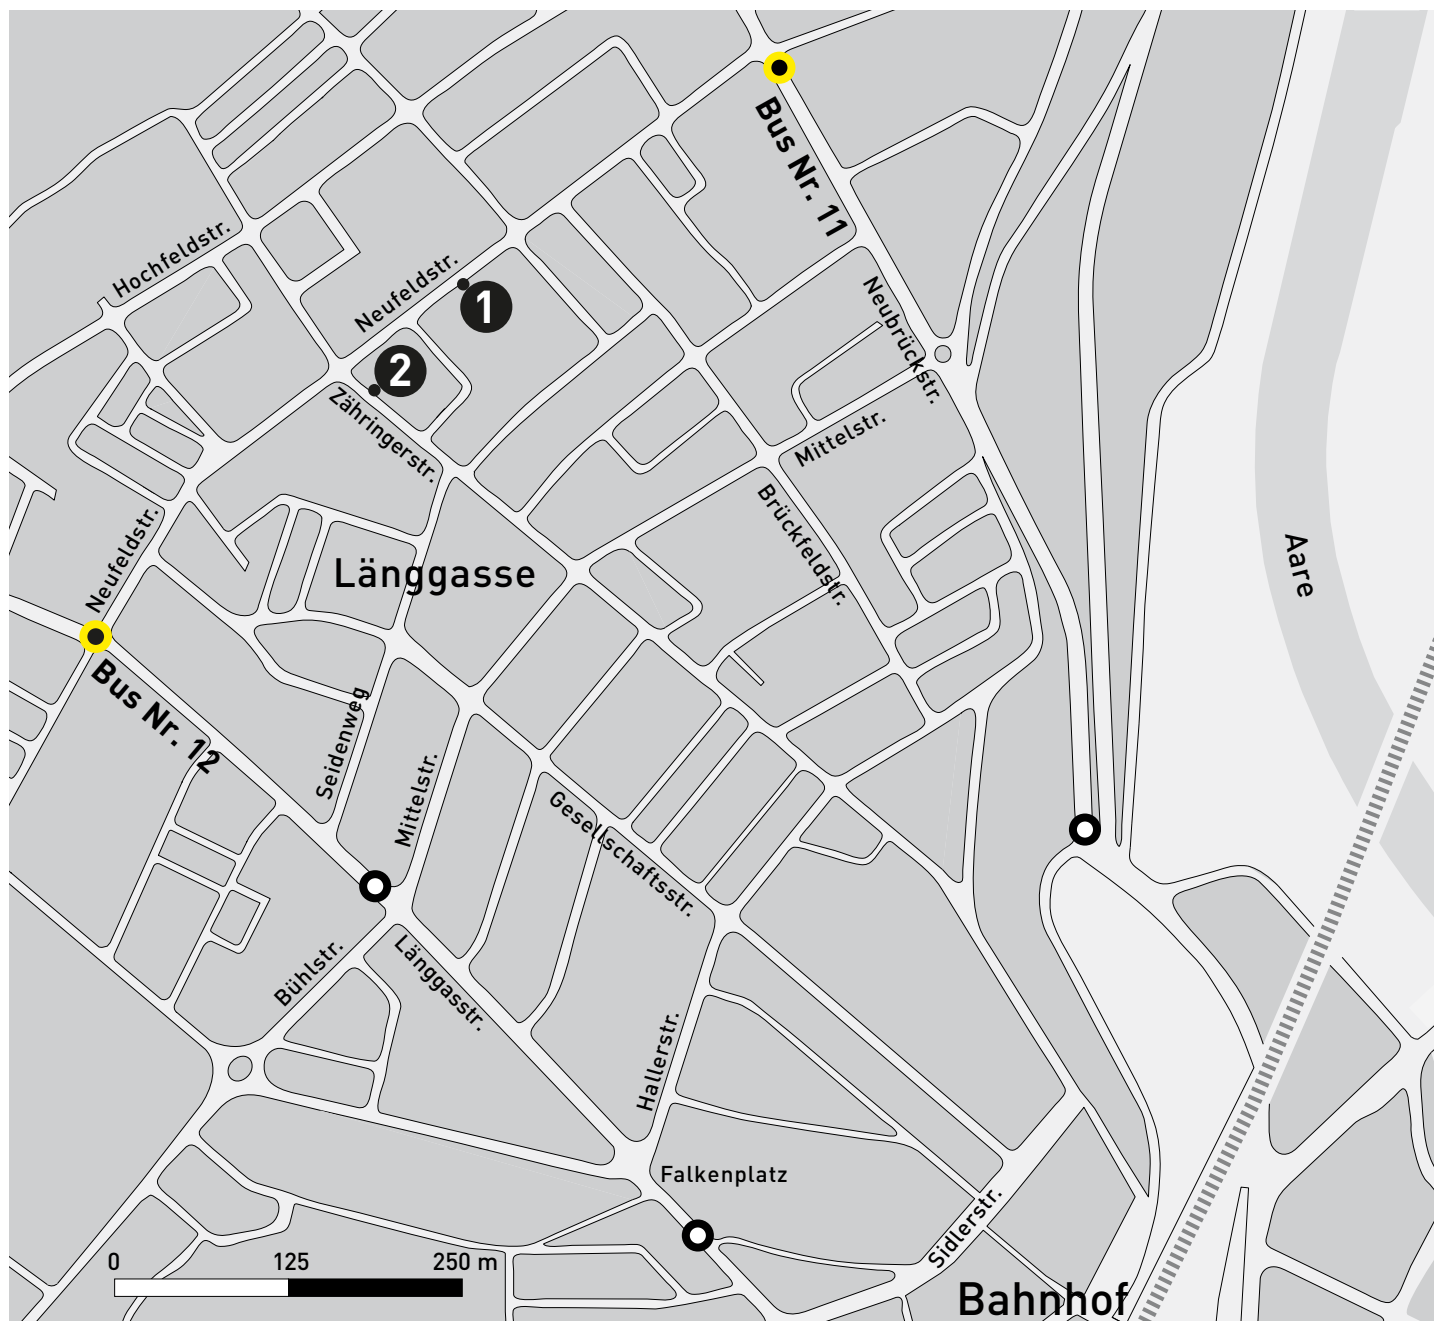 Bus Nr. 11
Hochfeldstr.
Neufeldstr.
1
2
Neubrückstr.
Zähringerstr.
Mittelstr.
Brückfeldstr.
Neufeldstr.
Länggasse
Aare
Bus Nr. 12
Seidenweg
Mittelstr.
Gesellschaftsstr.
Bühlstr.
Länggasstr.
Hallerstr.
Falkenplatz
Sidlerstr.
0 125 250 m
Bahnhof